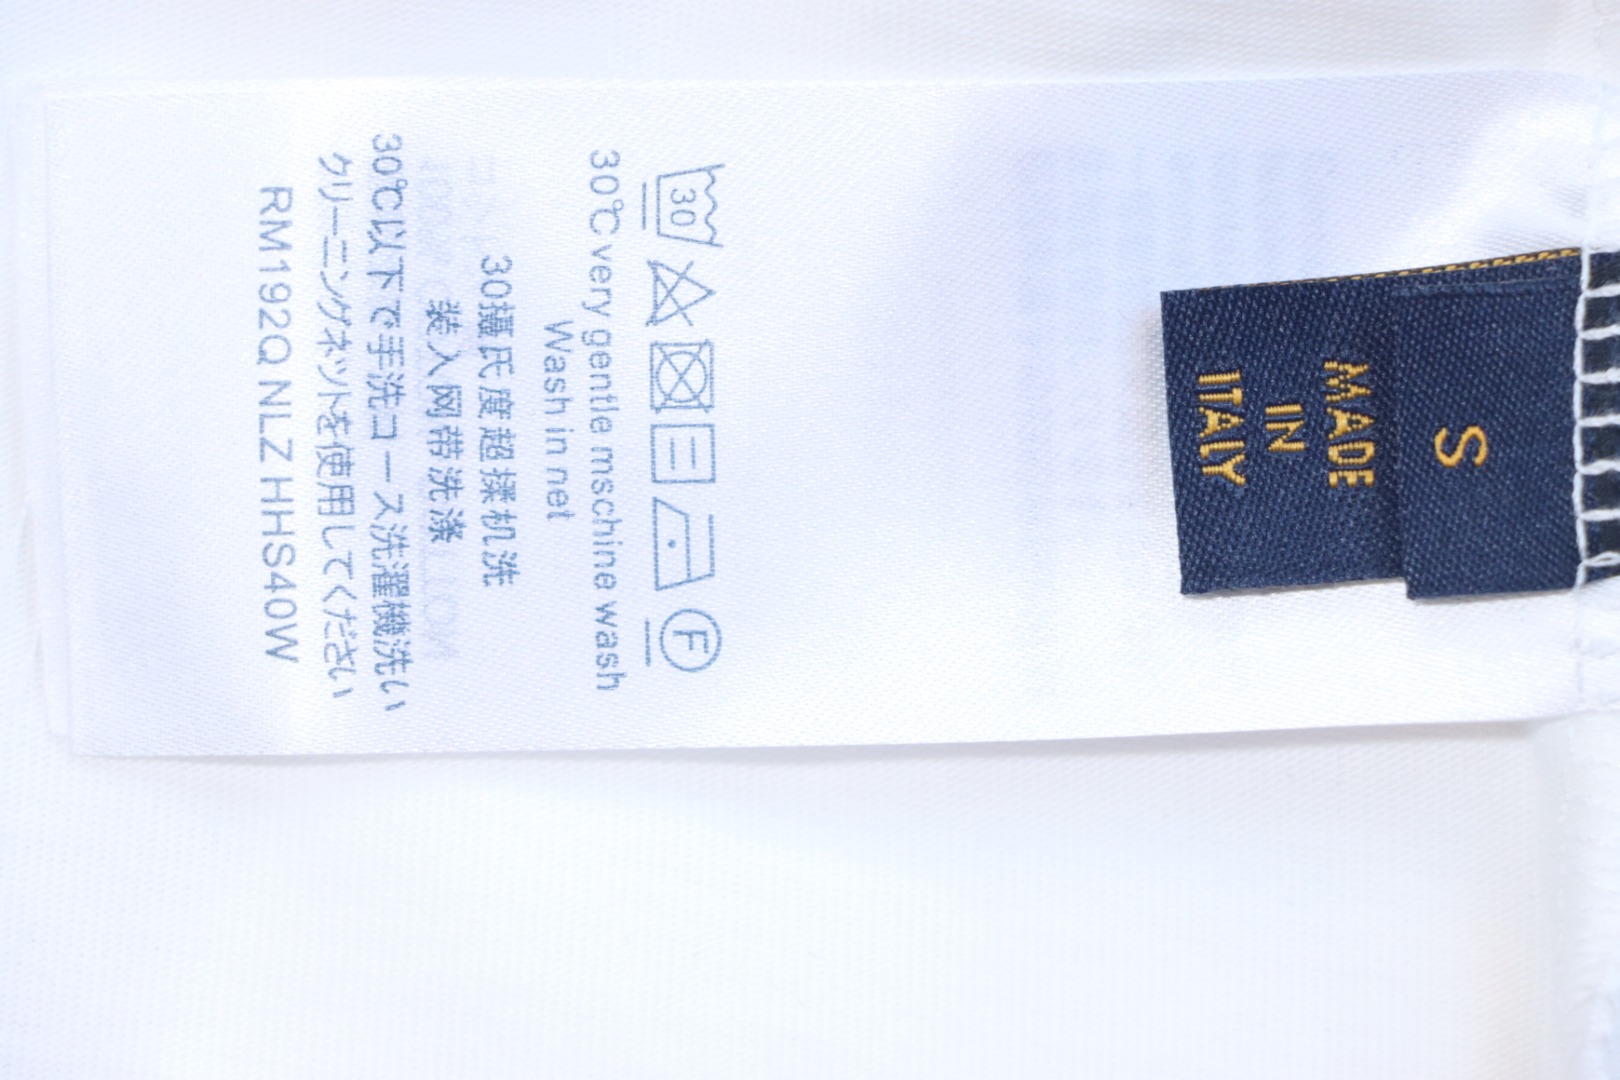 S
MADE
IN
ITALY
30
F
30℃very gentle mschine wash
Wash in net
30攝氏度超揉机洗
装入网带洗涤
30℃以下で手洗コース洗濯機洗い
クリーニングネットを使用してください
RM192Q NLZ HHS40W